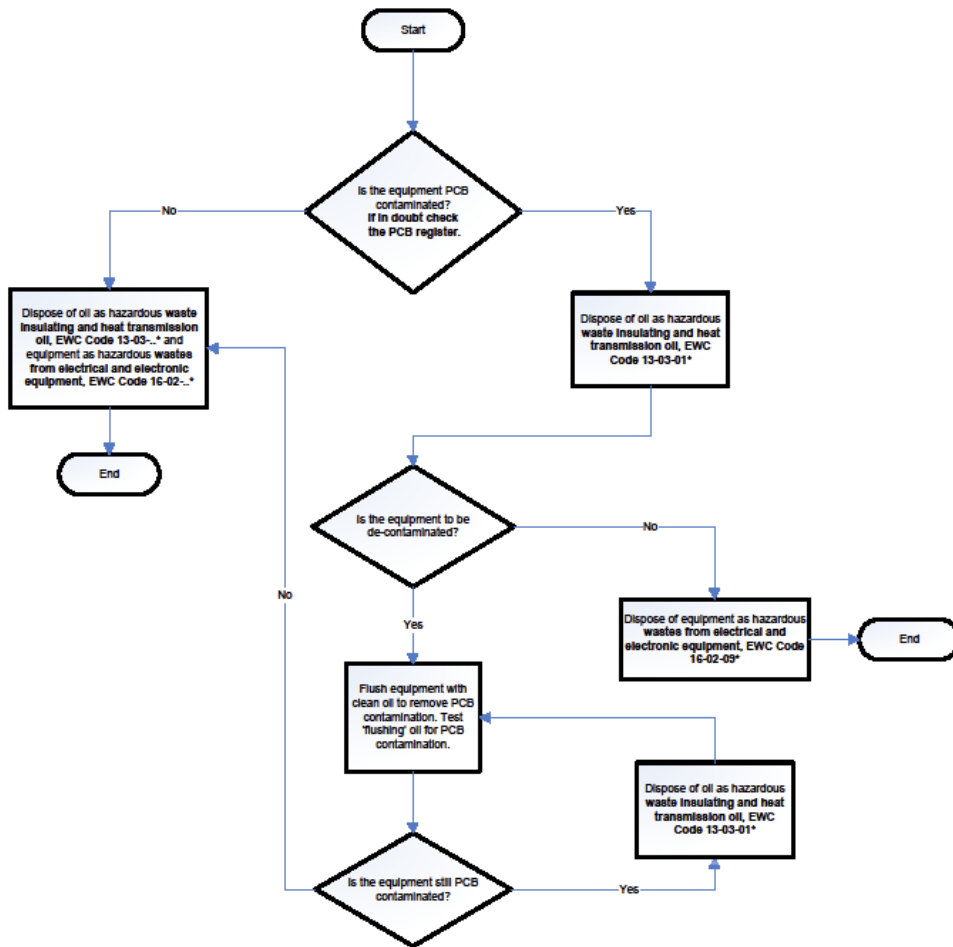 Start
Is the equipment PCB
contaminated?
If in doubt check
the PCB register.
No
Yes
Dispose of oil as hazardous waste
insulating and heat transmission
oil, EWC Code 13-03-..* and
equipment as hazardous wastes
from electrical and electronic
equipment, EWC Code 16-02-..*
Dispose of oil as hazardous
waste insulating and heat
transmission oil, EWC
Code 13-03-01*
End
Is the equipment to be
de-contaminated?
No
Yes
No
Dispose of equipment as hazardous
wastes from electrical and
electronic equipment, EWC Code
16-02-09*
End
Flush equipment with
clean oil to remove PCB
contamination. Test
'flushing' oil for PCB
contamination.
Dispose of oil as hazardous
waste insulating and heat
transmission oil, EWC
Code 13-03-01*
Is the equipment still PCB
contaminated?
Yes